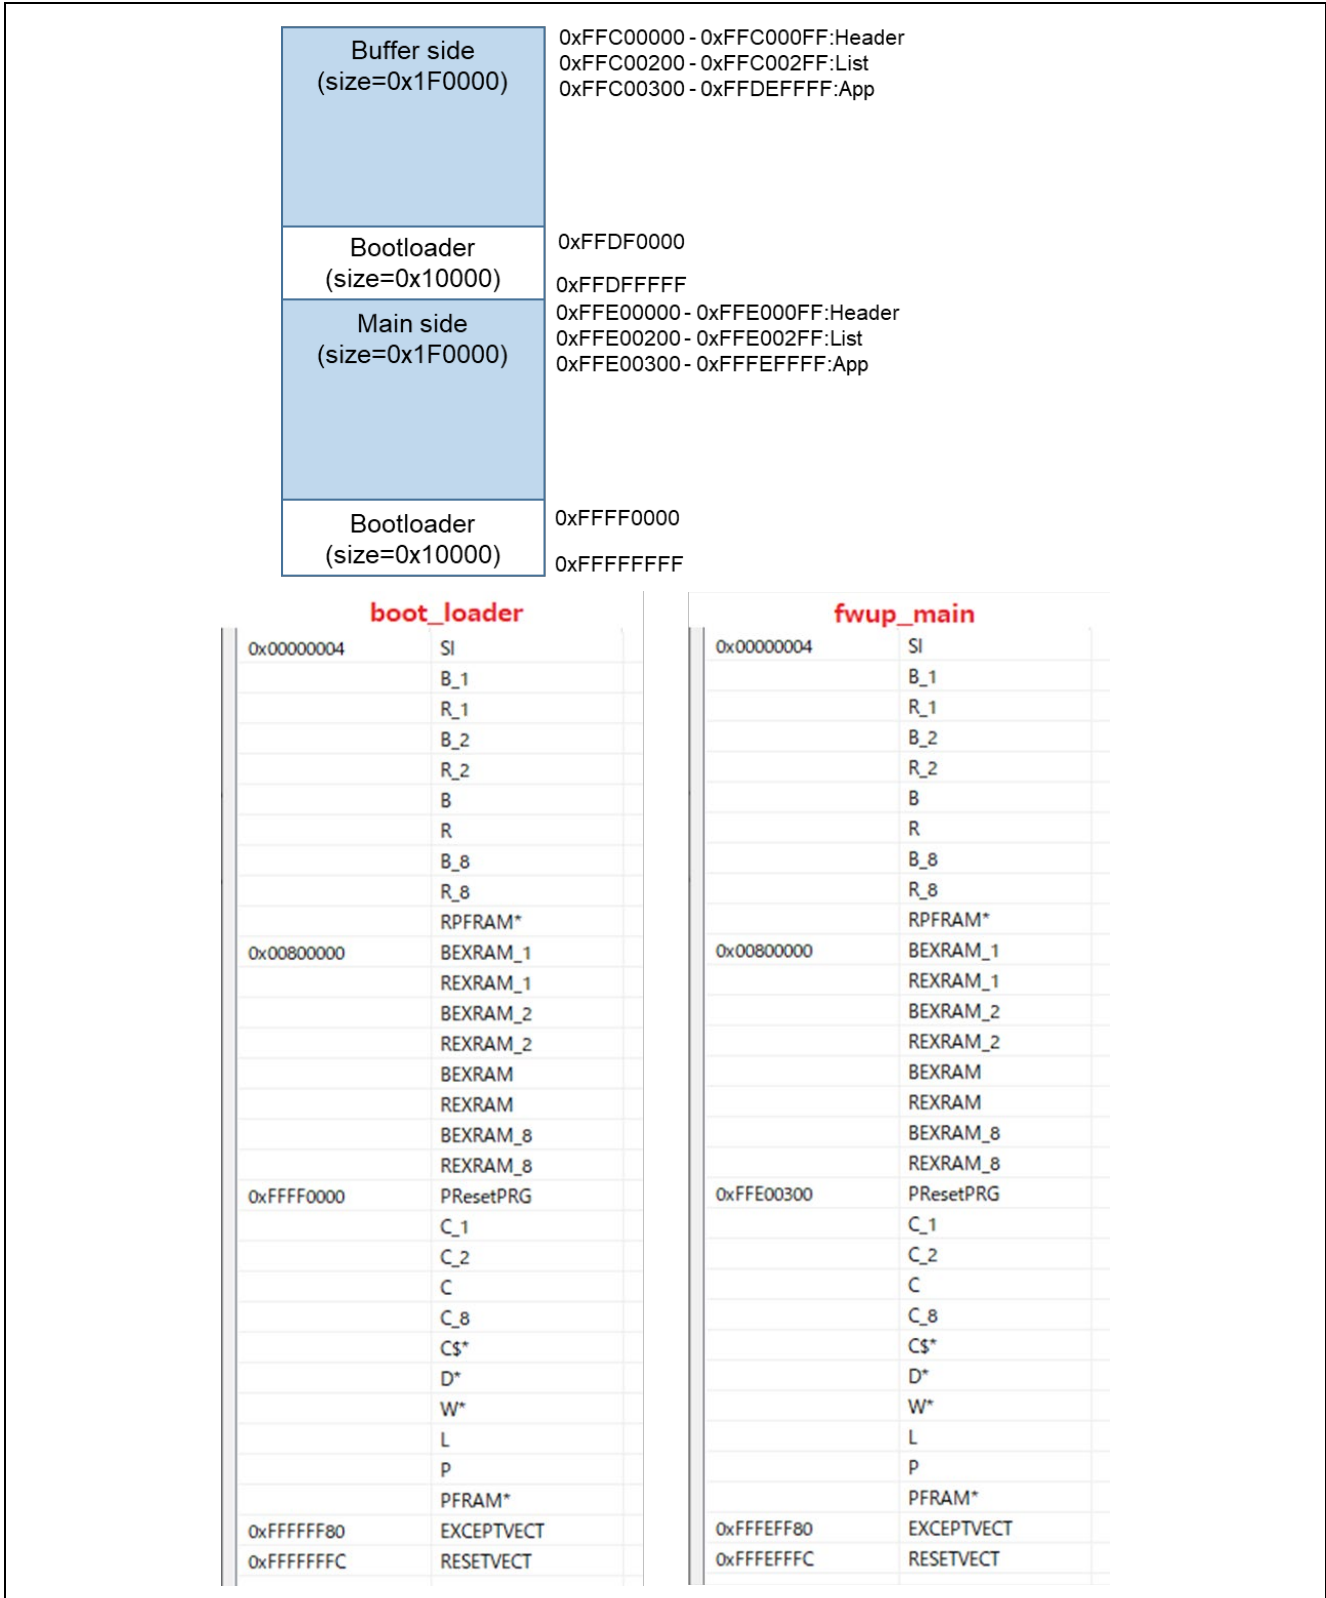 Buffer side
(size=0x1F0000)
0xFFC00000 - 0xFFC000FF:Header
0xFFC00200 - 0xFFC002FF:List
0xFFC00300 - 0xFFDEFFFF:App
Bootloader
(size=0x10000)
0xFFDF0000
0xFFDFFFFF
Main side
(size=0x1F0000)
0xFFE00000 - 0xFFE000FF:Header
0xFFE00200 - 0xFFE002FF:List
0xFFE00300 - 0xFFFEFFFF:App
Bootloader
(size=0x10000)
0xFFFF0000
0xFFFFFFFF
boot_loader
0x00000004 SI
B_1
R_1
B_2
R_2
B
R
B_8
R_8
RPFRAM*
0x00800000 BEXRAM_1
REXRAM_1
BEXRAM_2
REXRAM_2
BEXRAM
REXRAM
BEXRAM_8
REXRAM_8
0xFFFF0000 PResetPRG
C_1
C_2
C
C_8
C$*
D*
W*
L
P
PFRAM*
0xFFFFFF80 EXCEPTVECT
0xFFFFFFFC RESETVECT
fwup_main
0x00000004 SI
B_1
R_1
B_2
R_2
B
R
B_8
R_8
RPFRAM*
0x00800000 BEXRAM_1
REXRAM_1
BEXRAM_2
REXRAM_2
BEXRAM
REXRAM
BEXRAM_8
REXRAM_8
0xFFE00300 PResetPRG
C_1
C_2
C
C_8
C$*
D*
W*
L
P
PFRAM*
0xFFFEFF80 EXCEPTVECT
0xFFFEFFFC RESETVECT